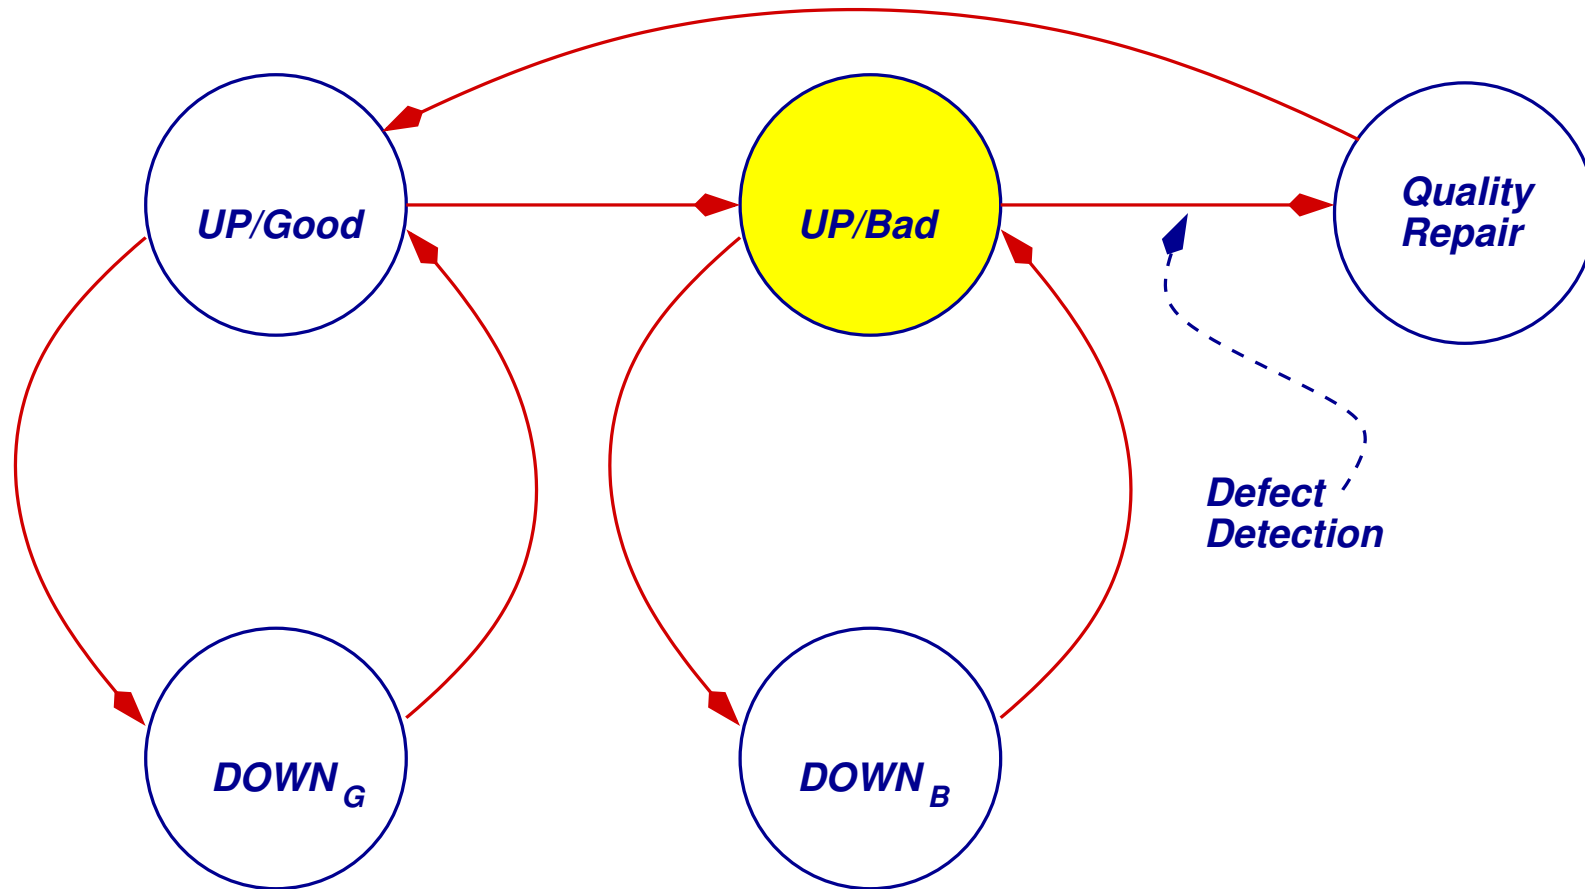 UP/Good
UP/Bad
Quality
Repair
Defect
Detection
DOWN G
DOWN B